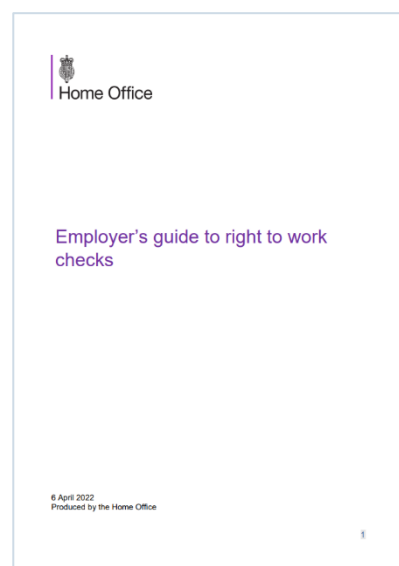 Home Office
Employer's guide to right to work
checks
6 April 2022
Produced by the Home Office
1